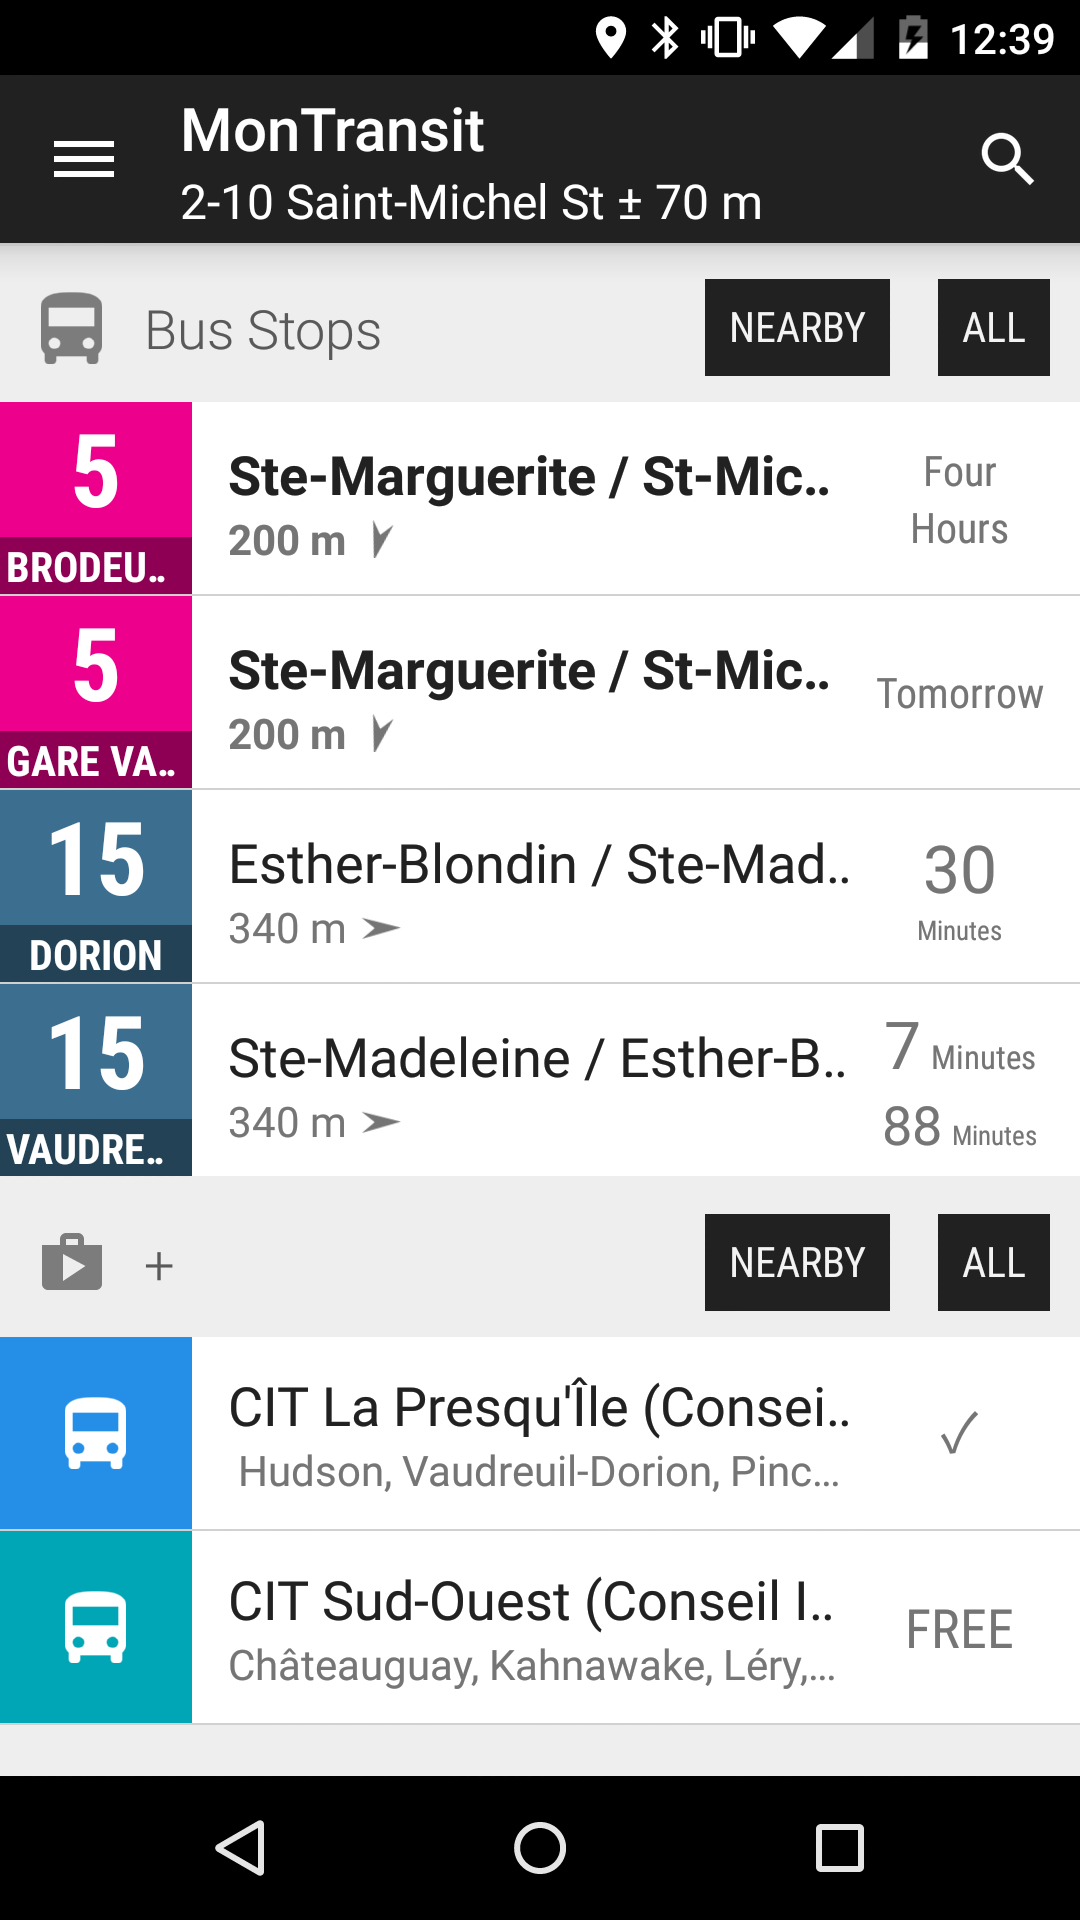 12:39
MonTransit
2-10 Saint-Michel St ± 70 m
Bus Stops
NEARBY
ALL
5
BRODEU..
Ste-Marguerite / St-Mic..
200 m
Four
Hours
5
GARE VA..
Ste-Marguerite / St-Mic..
200 m
Tomorrow
15
DORION
Esther-Blondin / Ste-Mad..
340 m
30
Minutes
15
VAUDRE..
Ste-Madeleine / Esther-B..
340 m
7 Minutes
88 Minutes
+
NEARBY
ALL
CIT La Presqu'Île (Consei..
Hudson, Vaudreuil-Dorion, Pinc...
✓
CIT Sud-Ouest (Conseil I..
Châteauguay, Kahnawake, Léry,...
FREE